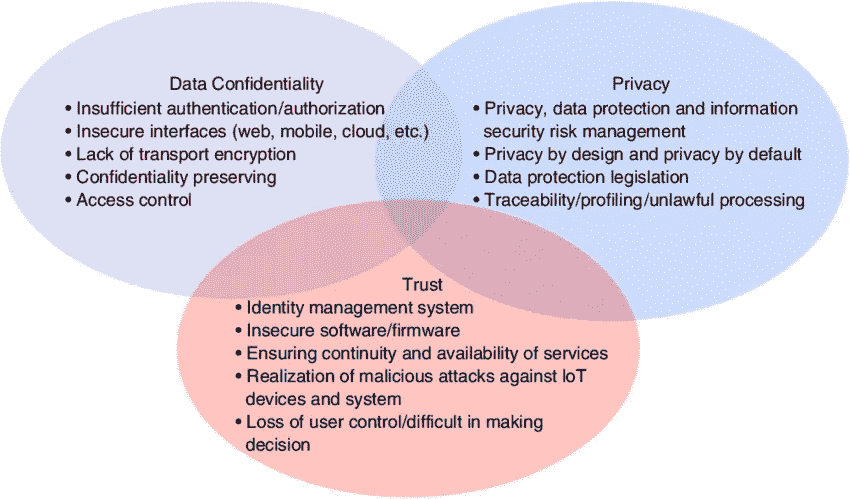 Data Confidentiality
• Insufficient authentication/authorization
• Insecure interfaces (web, mobile, cloud, etc.)
• Lack of transport encryption
• Confidentiality preserving
• Access control
Privacy
• Privacy, data protection and information
security risk management
• Privacy by design and privacy by default
• Data protection legislation
• Traceability/profiling/unlawful processing
Trust
• Identity management system
• Insecure software/firmware
• Ensuring continuity and availability of services
• Realization of malicious attacks against IoT
devices and system
• Loss of user control/difficult in making
decision